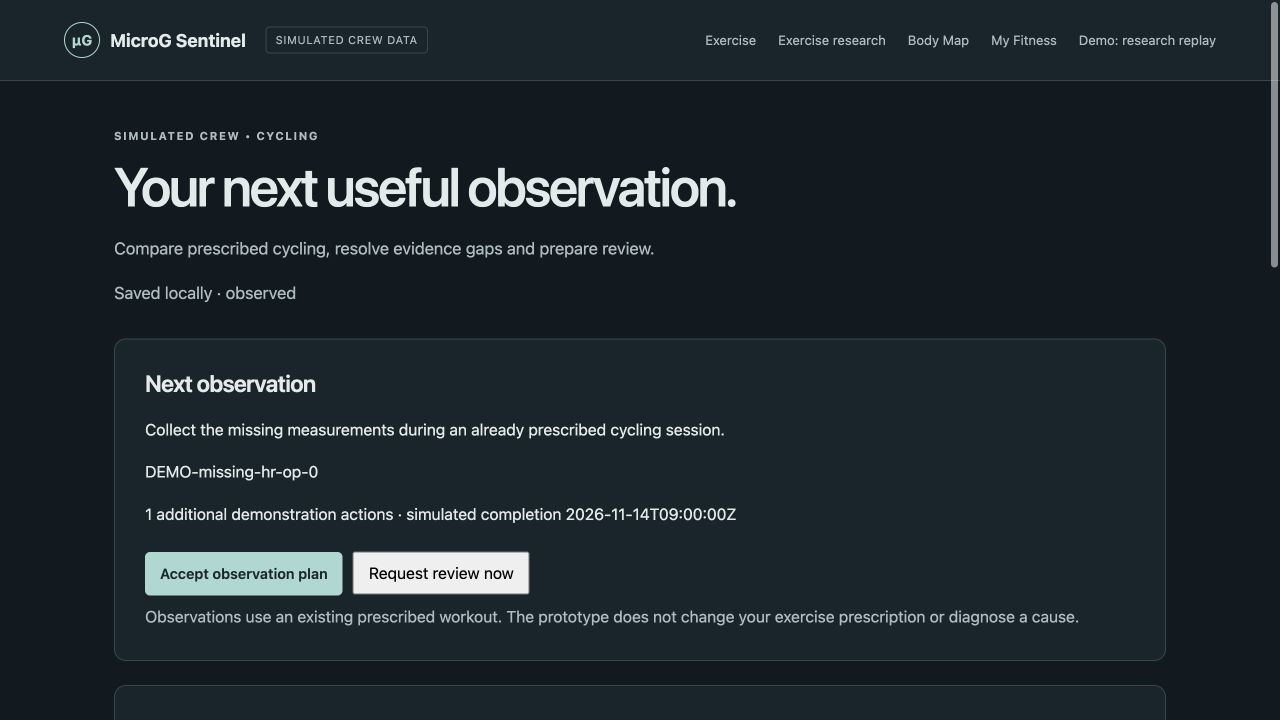 µG MicroG Sentinel SIMULATED CREW DATA Exercise Exercise research Body Map My Fitness Demo: research replay
SIMULATED CREW • CYCLING
Your next useful observation.
Compare prescribed cycling, resolve evidence gaps and prepare review.
Saved locally · observed
Next observation
Collect the missing measurements during an already prescribed cycling session.
DEMO-missing-hr-op-0
1 additional demonstration actions · simulated completion 2026-11-14T09:00:00Z
Accept observation plan Request review now
Observations use an existing prescribed workout. The prototype does not change your exercise prescription or diagnose a cause.